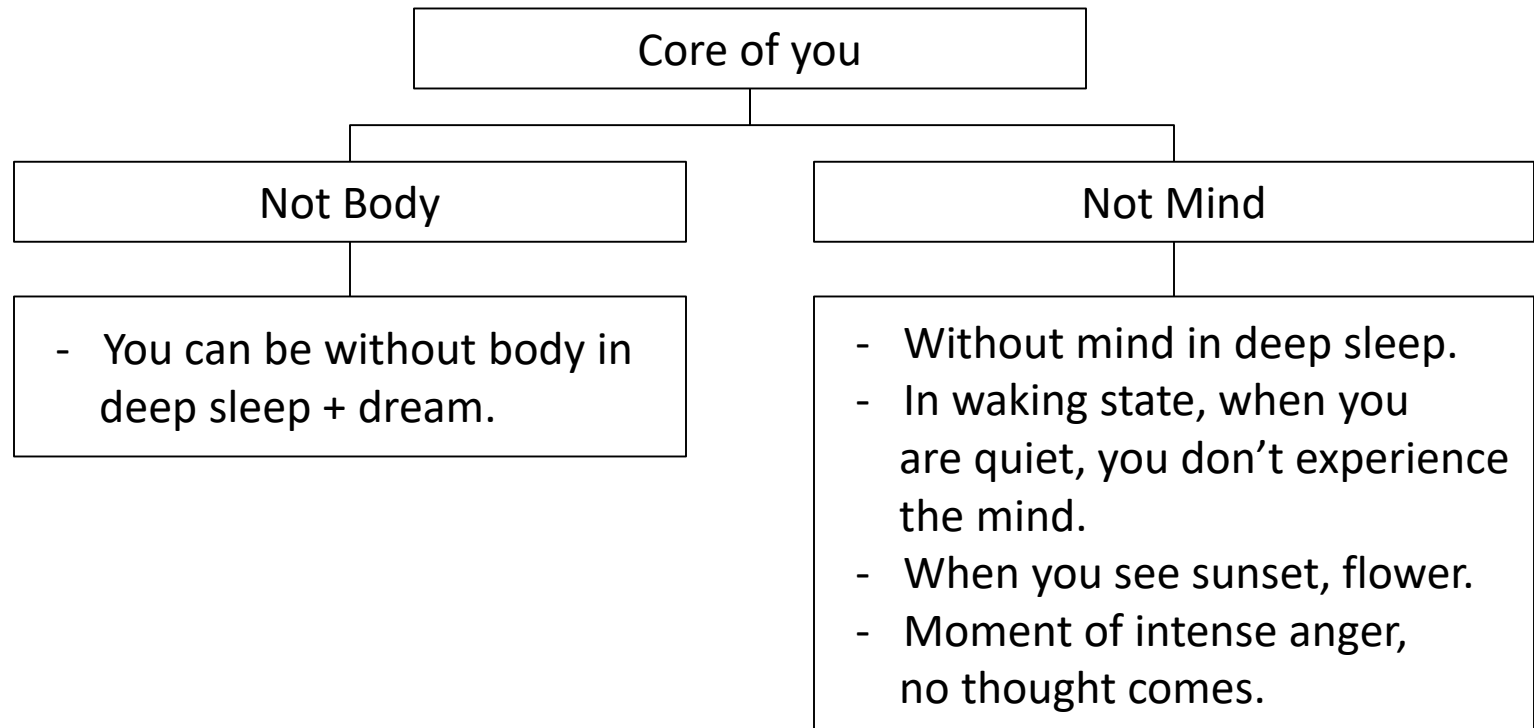 Core of you
Not Body
- You can be without body in
deep sleep + dream.
Not Mind
- Without mind in deep sleep.
- In waking state, when you
are quiet, you don’t experience
the mind.
- When you see sunset, flower.
- Moment of intense anger,
no thought comes.